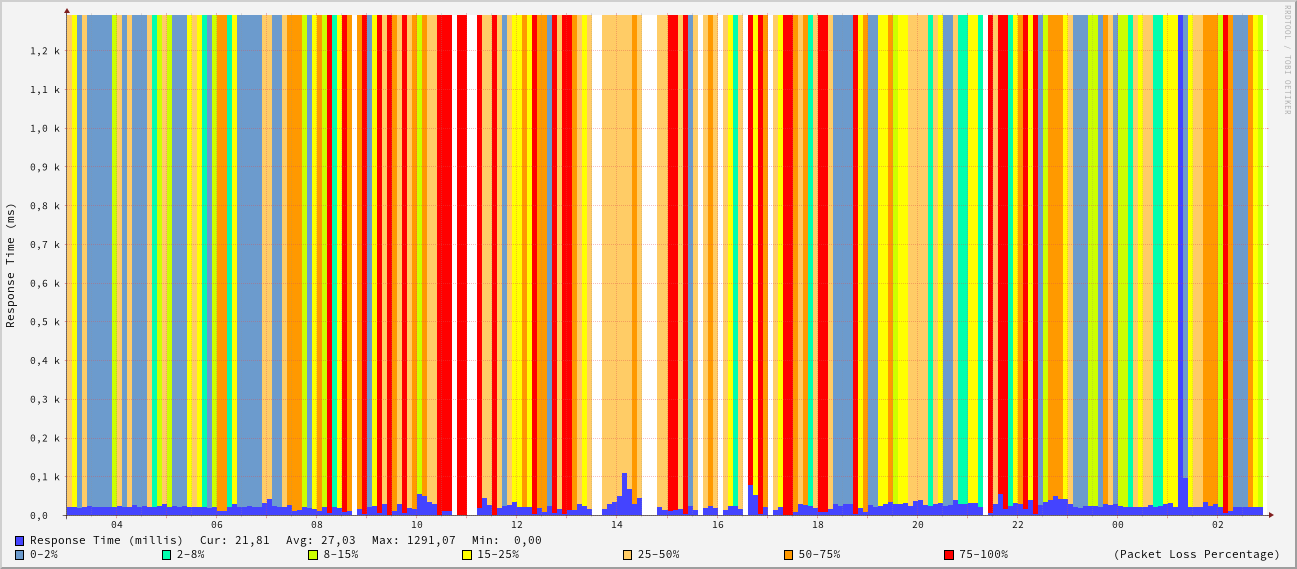 RRDTOOL / TOBI OETIKER
Response Time (ms)
1,2 k
1,1 k
1,0 k
0,9 k
0,8 k
0,7 k
0,6 k
0,5 k
0,4 k
0,3 k
0,2 k
0,1 k
0,0
04 06 08 10 12 14 16 18 20 22 00 02
Response Time (millis) Cur: 21,81 Avg: 27,03 Max: 1291,07 Min: 0,00
0-2% 2-8% 8-15% 15-25% 25-50% 50-75% 75-100% (Packet Loss Percentage)